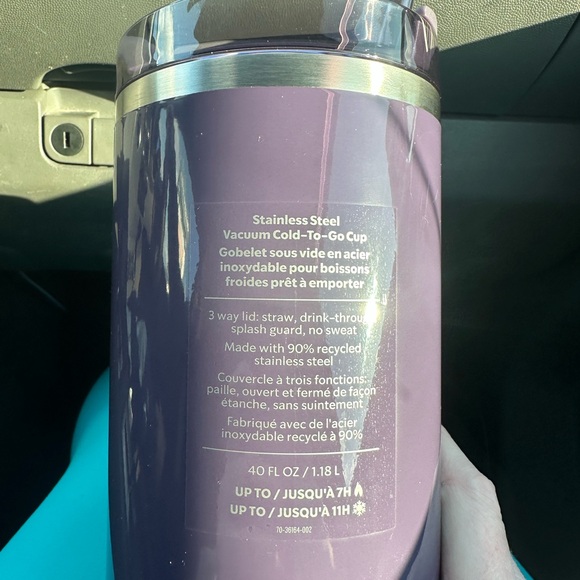 Stainless Steel
Vacuum Cold-To-Go Cup
Gobelet sous vide en acier
inoxydable pour boissons
froides prêt à emporter
3 way lid: straw, drink-through
splash guard, no sweat
Made with 90% recycled
stainless steel
Couvercle à trois fonctions:
paille, ouvert et fermé de façon
étanche, sans suintement
Fabriqué avec de l'acier
inoxydable recyclé à 90%
40 FL OZ / 1.18 L
UP TO / JUSQU'À 7H
UP TO / JUSQU'À 11H
70-36164-002